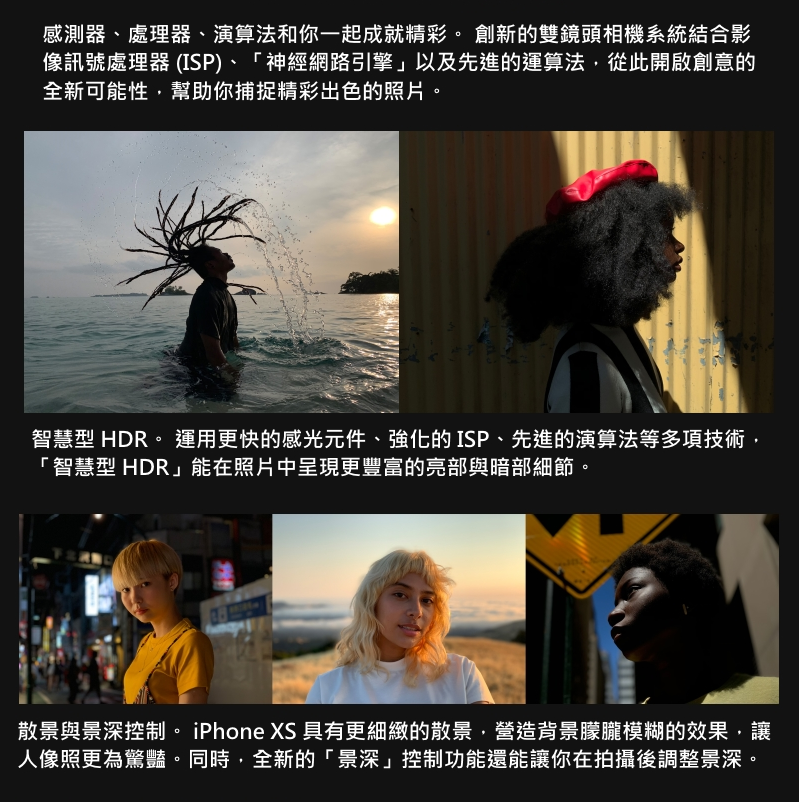 感測器、處理器、演算法和你一起成就精彩。 創新的雙鏡頭相機系統結合影
像訊號處理器 (ISP)、「神經網路引擎」以及先進的運算法，從此開啟創意的
全新可能性，幫助你捕捉精彩出色的照片。
智慧型 HDR。 運用更快的感光元件、強化的 ISP、先進的演算法等多項技術，
「智慧型 HDR」能在照片中呈現更豐富的亮部與暗部細節。
散景與景深控制。 iPhone XS 具有更細緻的散景，營造背景朦朧模糊的效果，讓
人像照更為驚豔。同時，全新的「景深」控制功能還能讓你在拍攝後調整景深。